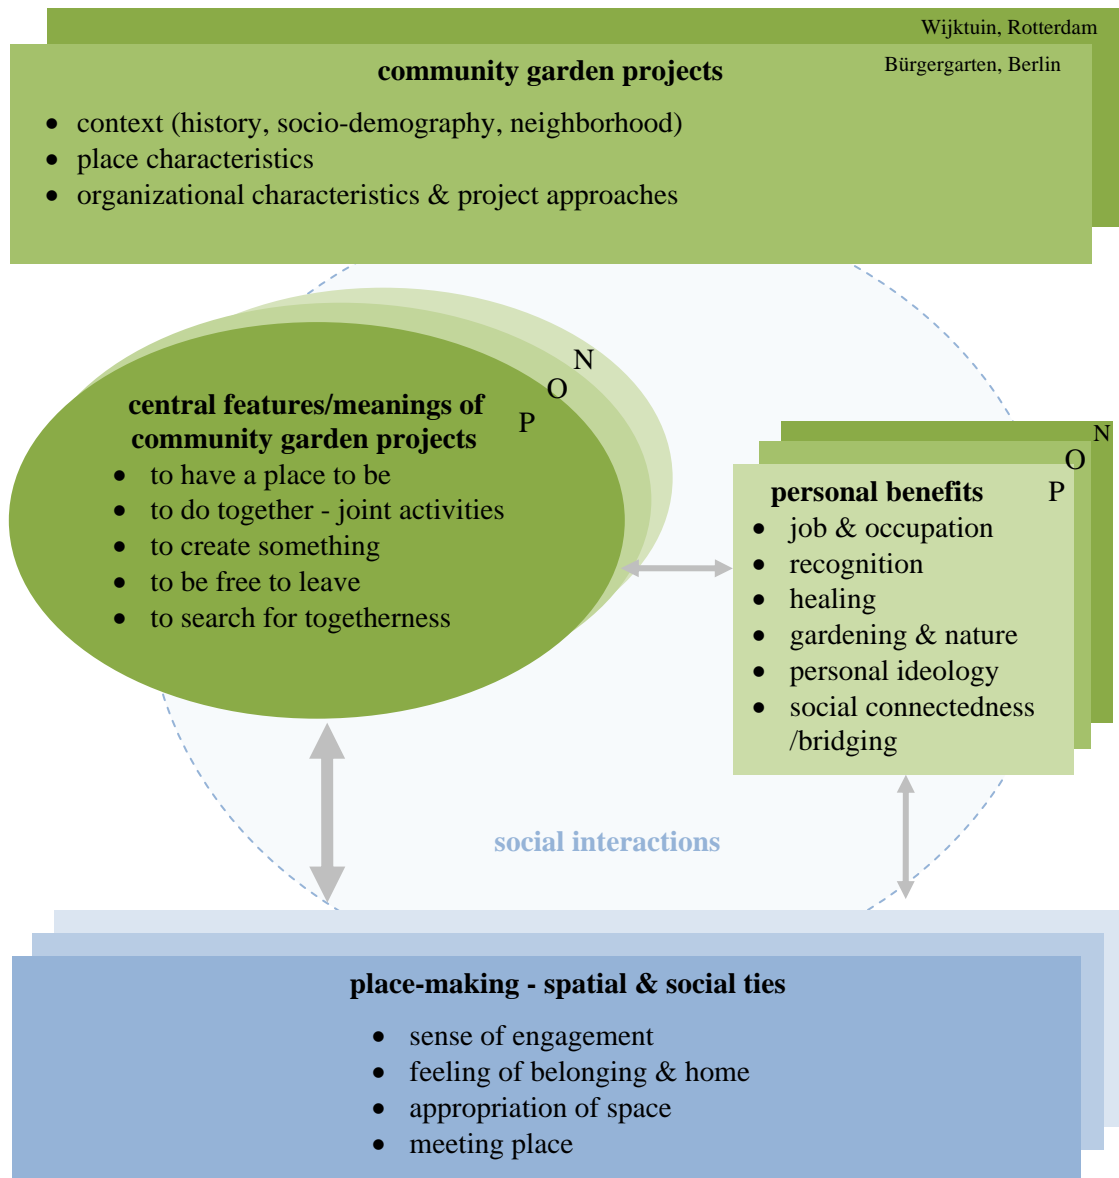 Wijktuin, Rotterdam
community garden projects
Bürgergarten, Berlin
• context (history, socio-demography, neighborhood)
• place characteristics
• organizational characteristics & project approaches
N
O
P
central features/meanings of
community garden projects
• to have a place to be
• to do together - joint activities
• to create something
• to be free to leave
• to search for togetherness
N
O
P
personal benefits
• job & occupation
• recognition
• healing
• gardening & nature
• personal ideology
• social connectedness
/bridging
social interactions
place-making - spatial & social ties
• sense of engagement
• feeling of belonging & home
• appropriation of space
• meeting place